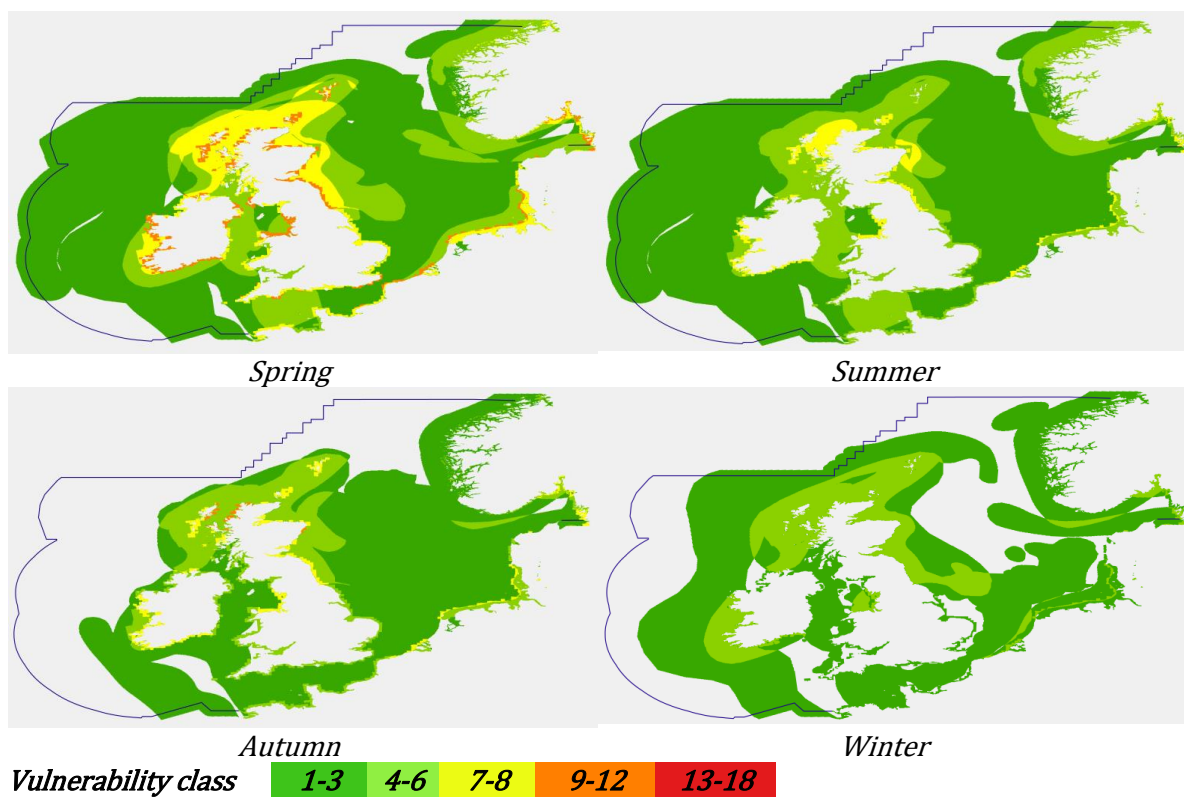 Spring
Summer
Autumn
Winter
Vulnerability class 1-3 4-6 7-8 9-12 13-18